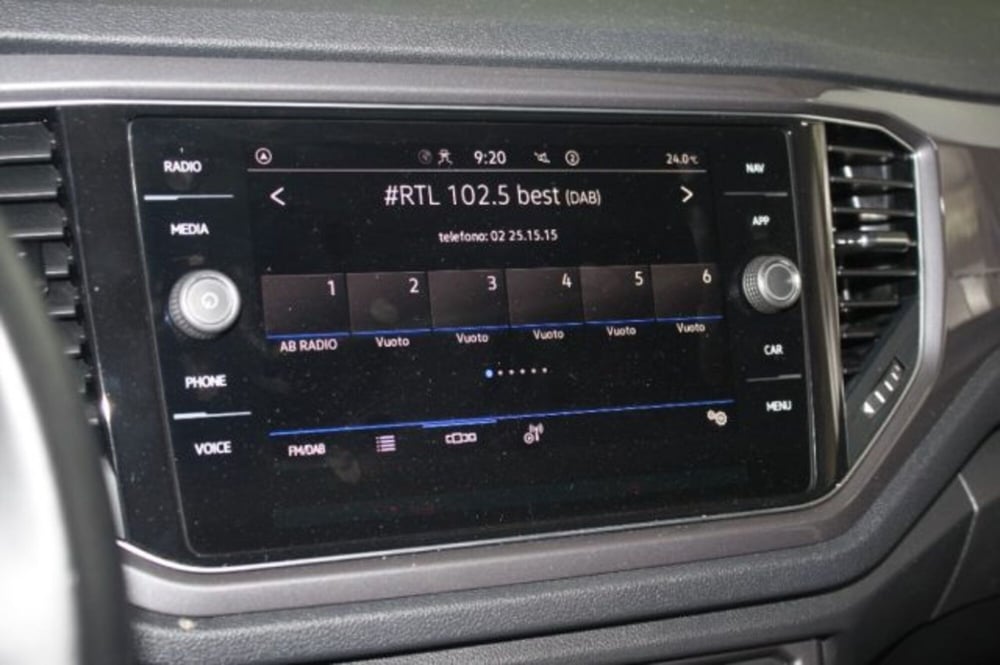 RADIO
MEDIA
PHONE
VOICE
9:20
2
24.0°C
#RTL 102.5 best (DAB)
telefono: 02 25.15.15
1 2 3 4 5 6
AB RADIO Vuoto Vuoto Vuoto Vuoto Vuoto
FM/DAB
NAV
APP
CAR
MENU